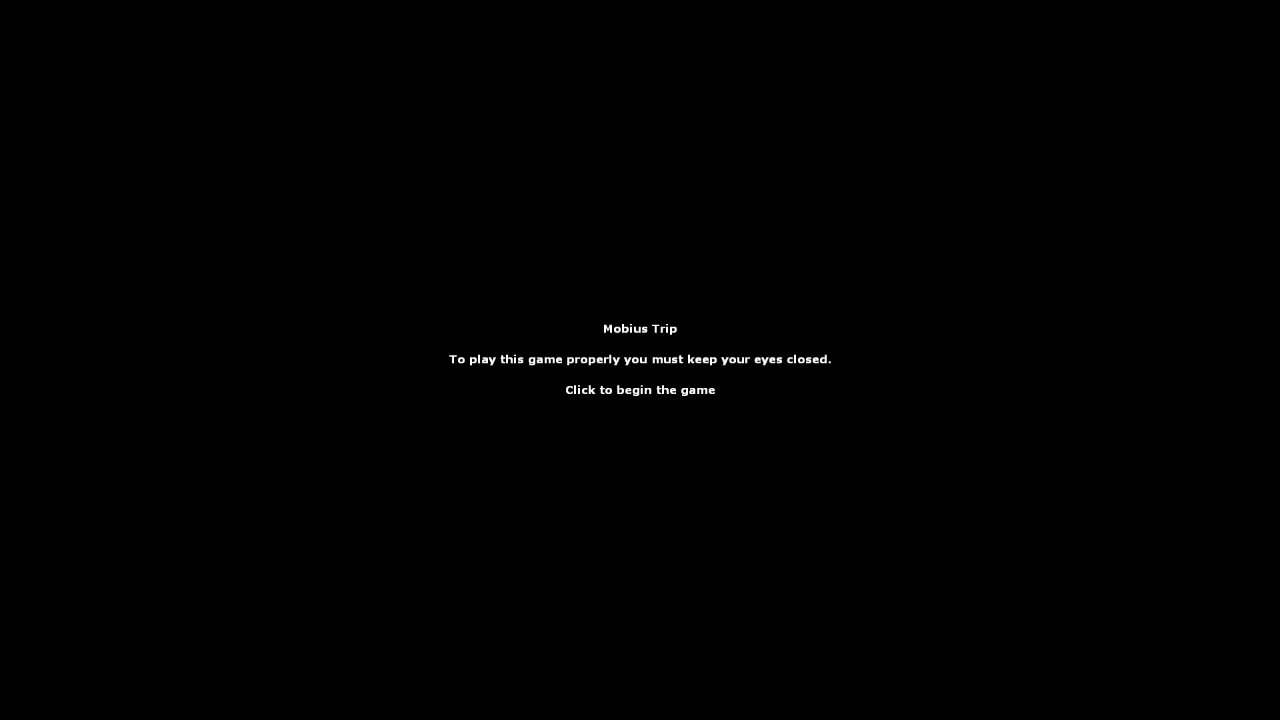 Mobius Trip
To play this game properly you must keep your eyes closed.
Click to begin the game